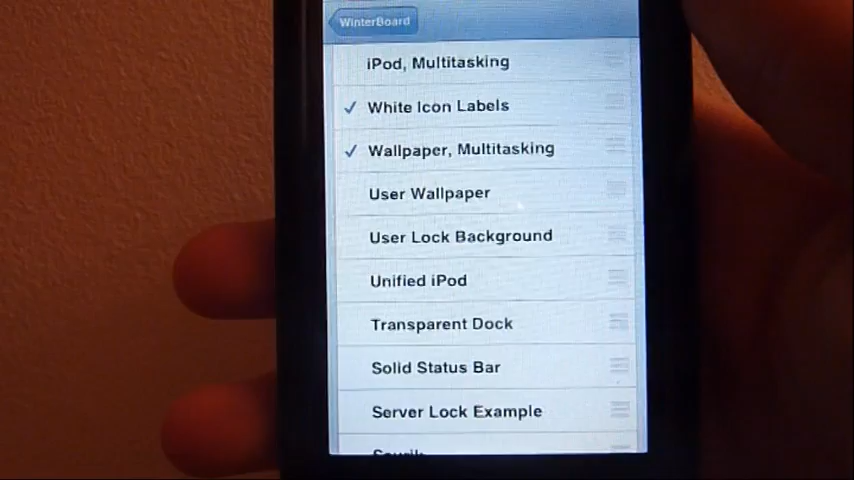 WinterBoard
iPod, Multitasking
White Icon Labels
Wallpaper, Multitasking
User Wallpaper
User Lock Background
Unified iPod
Transparent Dock
Solid Status Bar
Server Lock Example